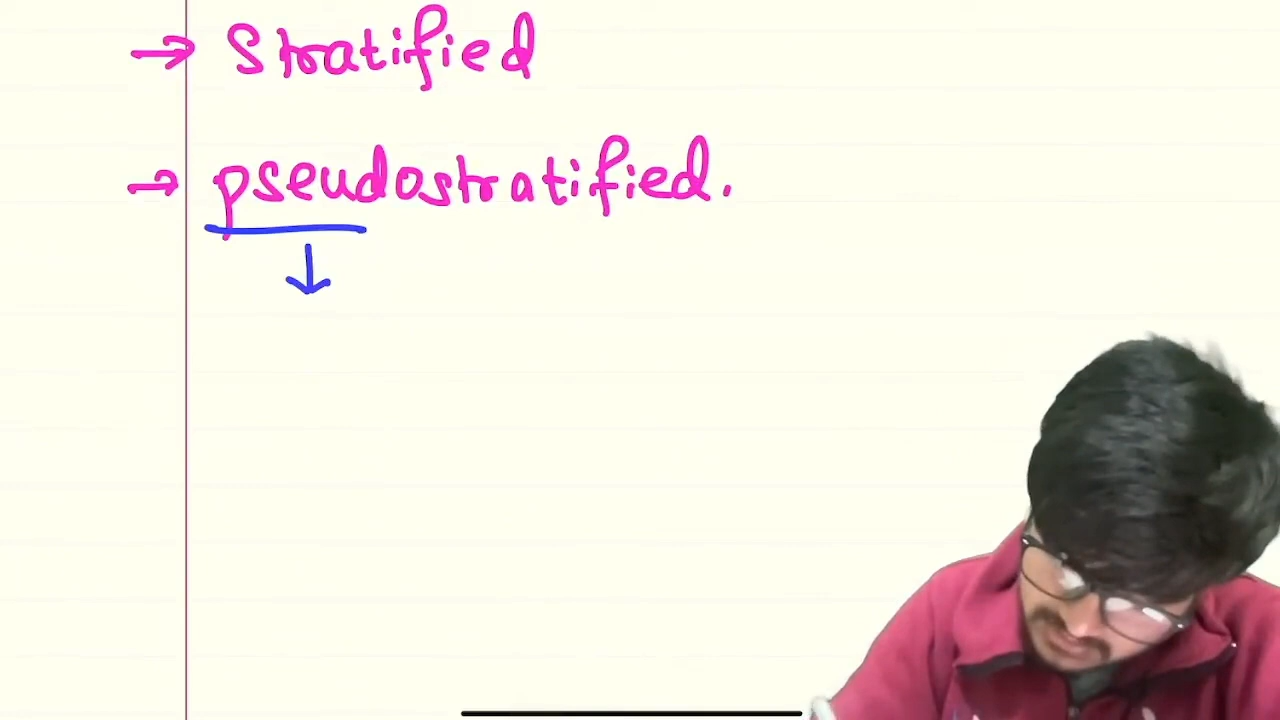 → Stratified
→ pseudostratified.
↓